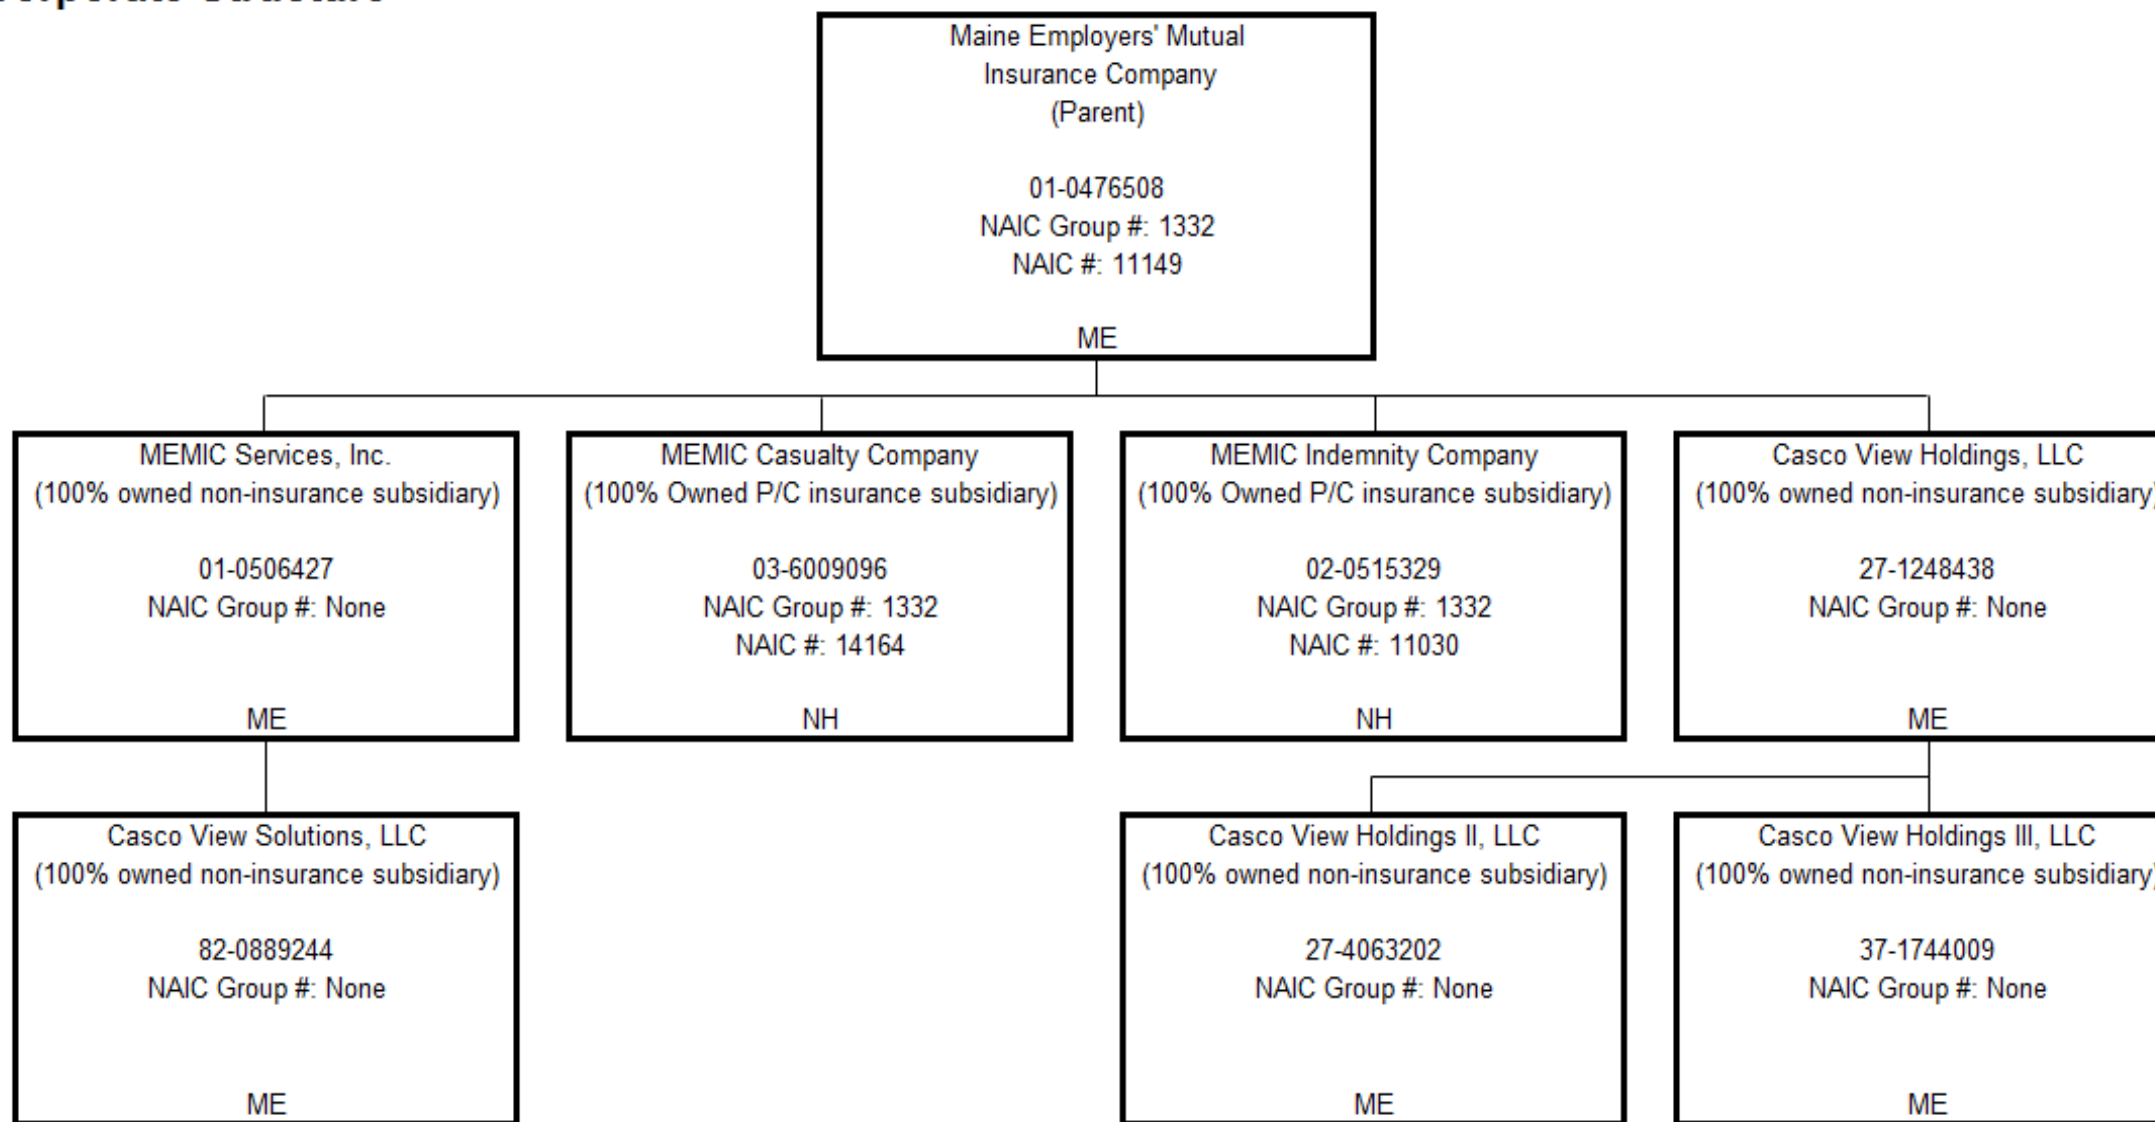 Corporate Structure
Maine Employers' Mutual
Insurance Company
(Parent)
01-0476508
NAIC Group #: 1332
NAIC #: 11149
ME
MEMIC Services, Inc.
(100% owned non-insurance subsidiary)
01-0506427
NAIC Group #: None
ME
MEMIC Casualty Company
(100% Owned P/C insurance subsidiary)
03-6009096
NAIC Group #: 1332
NAIC #: 14164
NH
MEMIC Indemnity Company
(100% Owned P/C insurance subsidiary)
02-0515329
NAIC Group #: 1332
NAIC #: 11030
NH
Casco View Holdings, LLC
(100% owned non-insurance subsidiary)
27-1248438
NAIC Group #: None
ME
Casco View Solutions, LLC
(100% owned non-insurance subsidiary)
82-0889244
NAIC Group #: None
ME
Casco View Holdings II, LLC
(100% owned non-insurance subsidiary)
27-4063202
NAIC Group #: None
ME
Casco View Holdings III, LLC
(100% owned non-insurance subsidiary)
37-1744009
NAIC Group #: None
ME